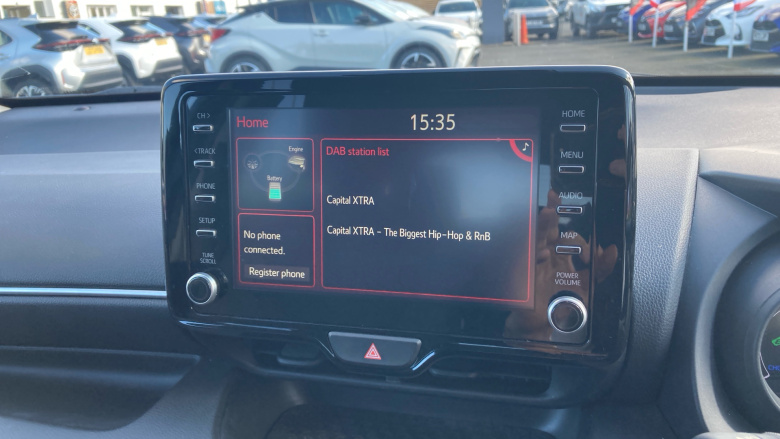 Home
15:35
Engine
Battery
No phone
connected.
Register phone
DAB station list
Capital XTRA
Capital XTRA - The Biggest Hip-Hop & RnB
CH>
<TRACK
PHONE
SETUP
TUNE
SCROLL
HOME
MENU
AUDIO
MAP
POWER
VOLUME